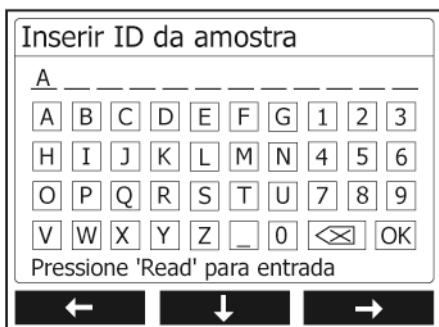 Inserir ID da amostra
A _ _ _ _ _ _ _ _ _
A B C D E F G 1 2 3
H I J K L M N 4 5 6
O P Q R S T U 7 8 9
V W X Y Z _ 0 ⌫ OK
Pressione 'Read' para entrada
← ↓ →